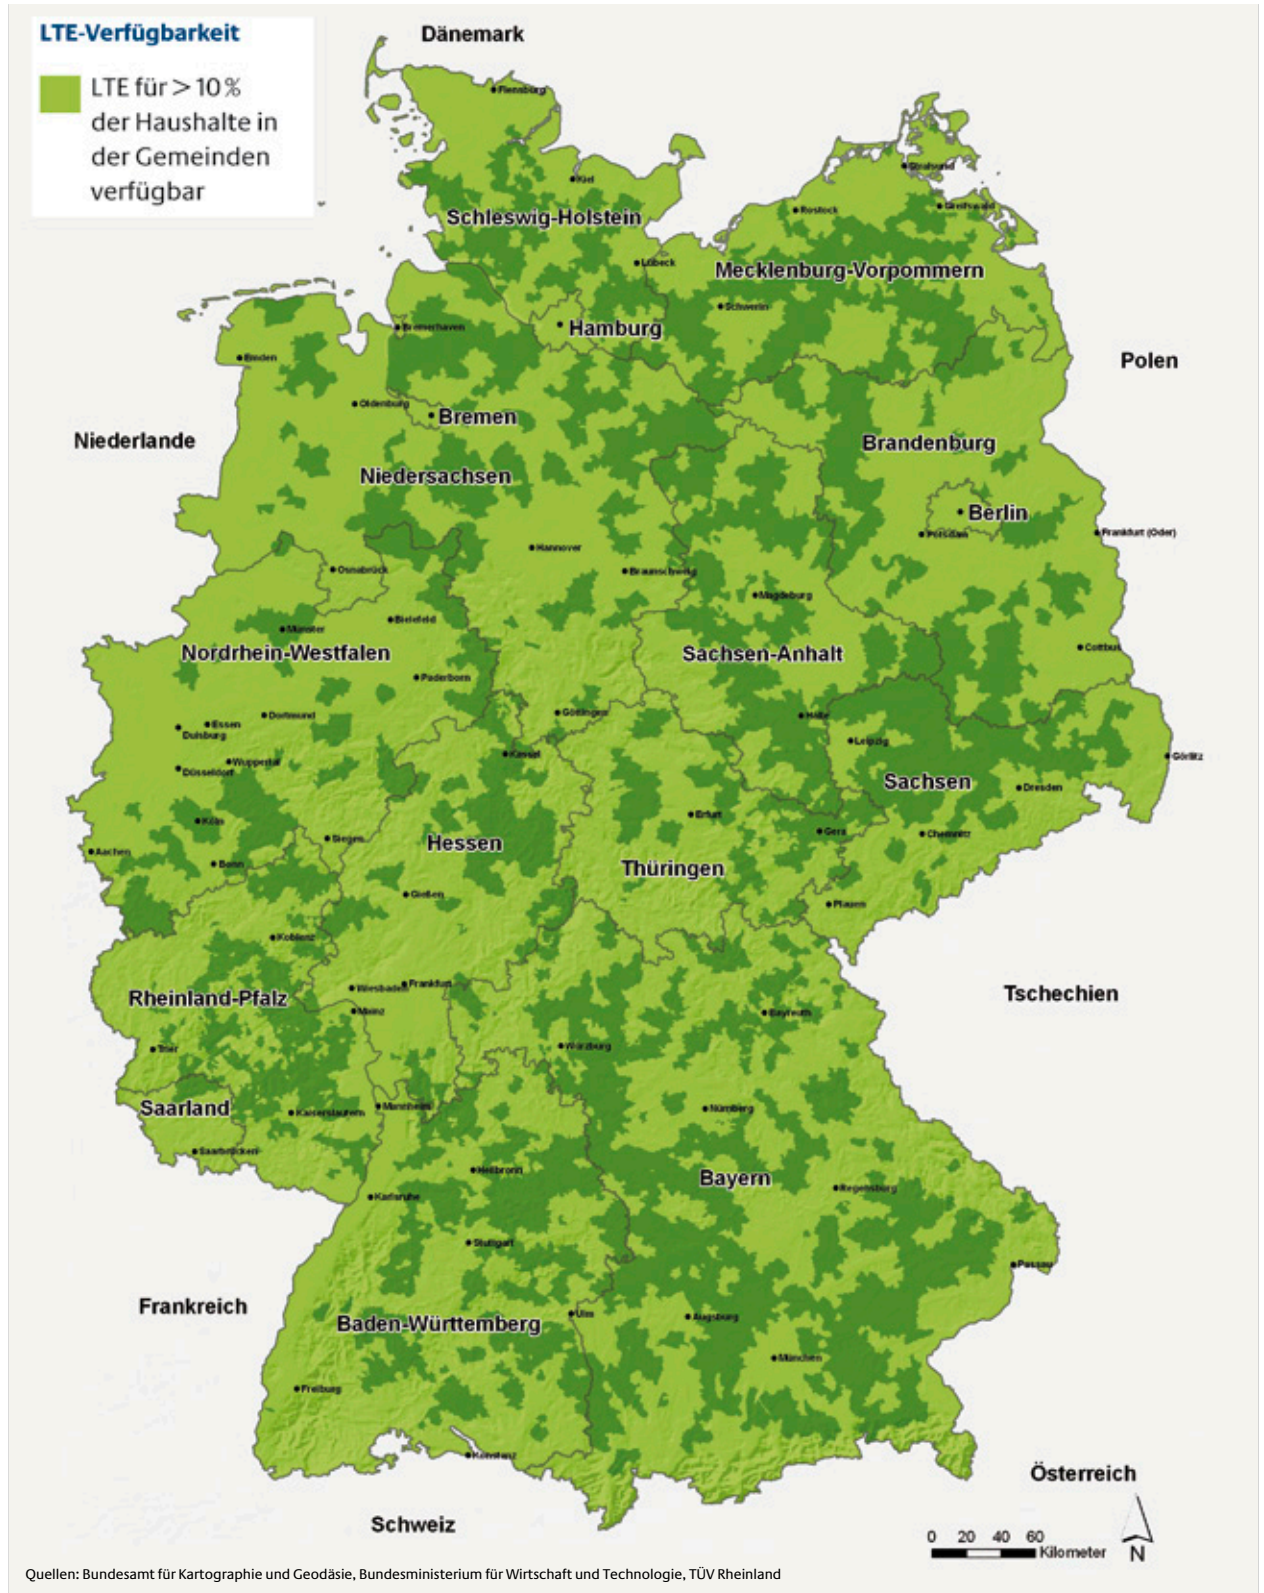 LTE-Verfügbarkeit
LTE für > 10 %
der Haushalte in
der Gemeinden
verfügbar
Dänemark
Flensburg
Kiel
Stralsund
Greifswald
Rostock
Schleswig-Holstein
Lübeck
Mecklenburg-Vorpommern
Schwerin
Hamburg
Bremerhaven
Emden
Polen
Oldenburg
Bremen
Niederlande
Brandenburg
Niedersachsen
Berlin
Potsdam
Frankfurt (Oder)
Hannover
Osnabrück
Braunschweig
Magdeburg
Bielefeld
Münster
Nordrhein-Westfalen
Sachsen-Anhalt
Cottbus
Paderborn
Göttingen
Halle
Dortmund
Essen
Duisburg
Leipzig
Kassel
Görlitz
Wuppertal
Düsseldorf
Sachsen
Dresden
Erfurt
Köln
Gera
Chemnitz
Siegen
Hessen
Aachen
Bonn
Thüringen
Gießen
Plauen
Koblenz
Wiesbaden
Frankfurt
Tschechien
Rheinland-Pfalz
Mainz
Bayreuth
Trier
Würzburg
Saarland
Kaiserslautern
Mannheim
Nürnberg
Saarbrücken
Heilbronn
Bayern
Karlsruhe
Regensburg
Stuttgart
Passau
Frankreich
Ulm
Augsburg
Baden-Württemberg
München
Freiburg
Konstanz
Österreich
Schweiz
0 20 40 60
Kilometer
N
Quellen: Bundesamt für Kartographie und Geodäsie, Bundesministerium für Wirtschaft und Technologie, TÜV Rheinland